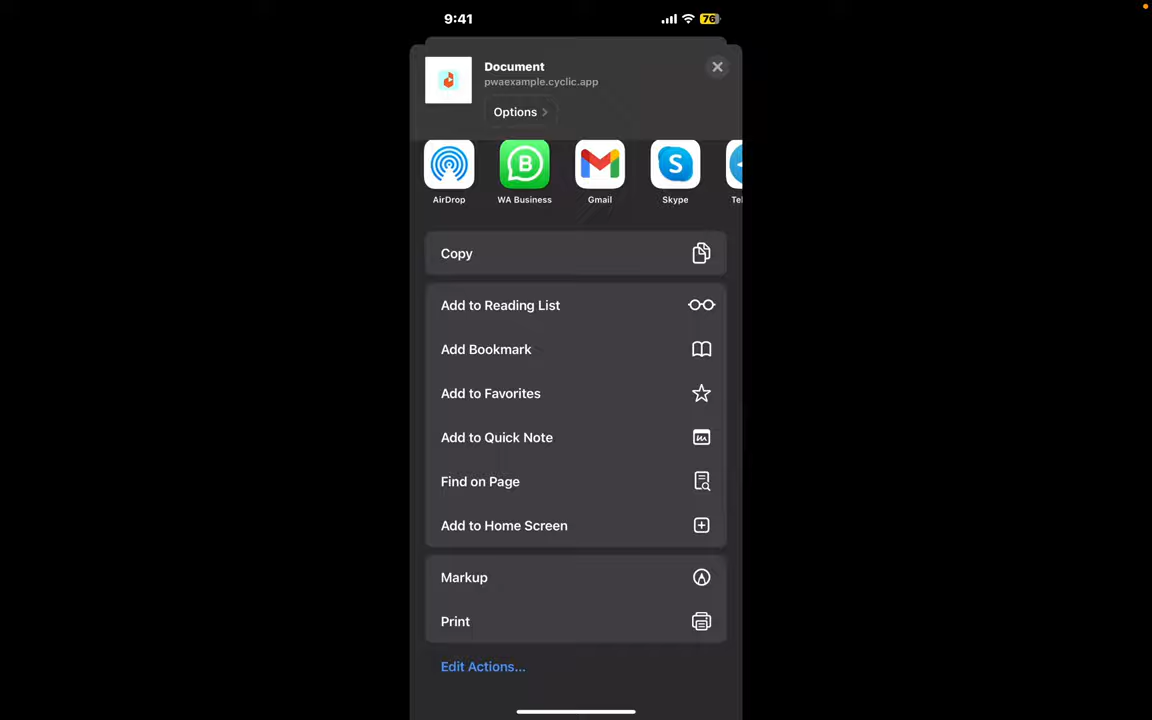 9:41
76
Document
pwaexample.cyclic.app
Options
B
S
AirDrop
WA Business
Gmail
Skype
Tel
Copy
Add to Reading List
Add Bookmark
Add to Favorites
Add to Quick Note
Find on Page
Add to Home Screen
Markup
Print
Edit Actions...